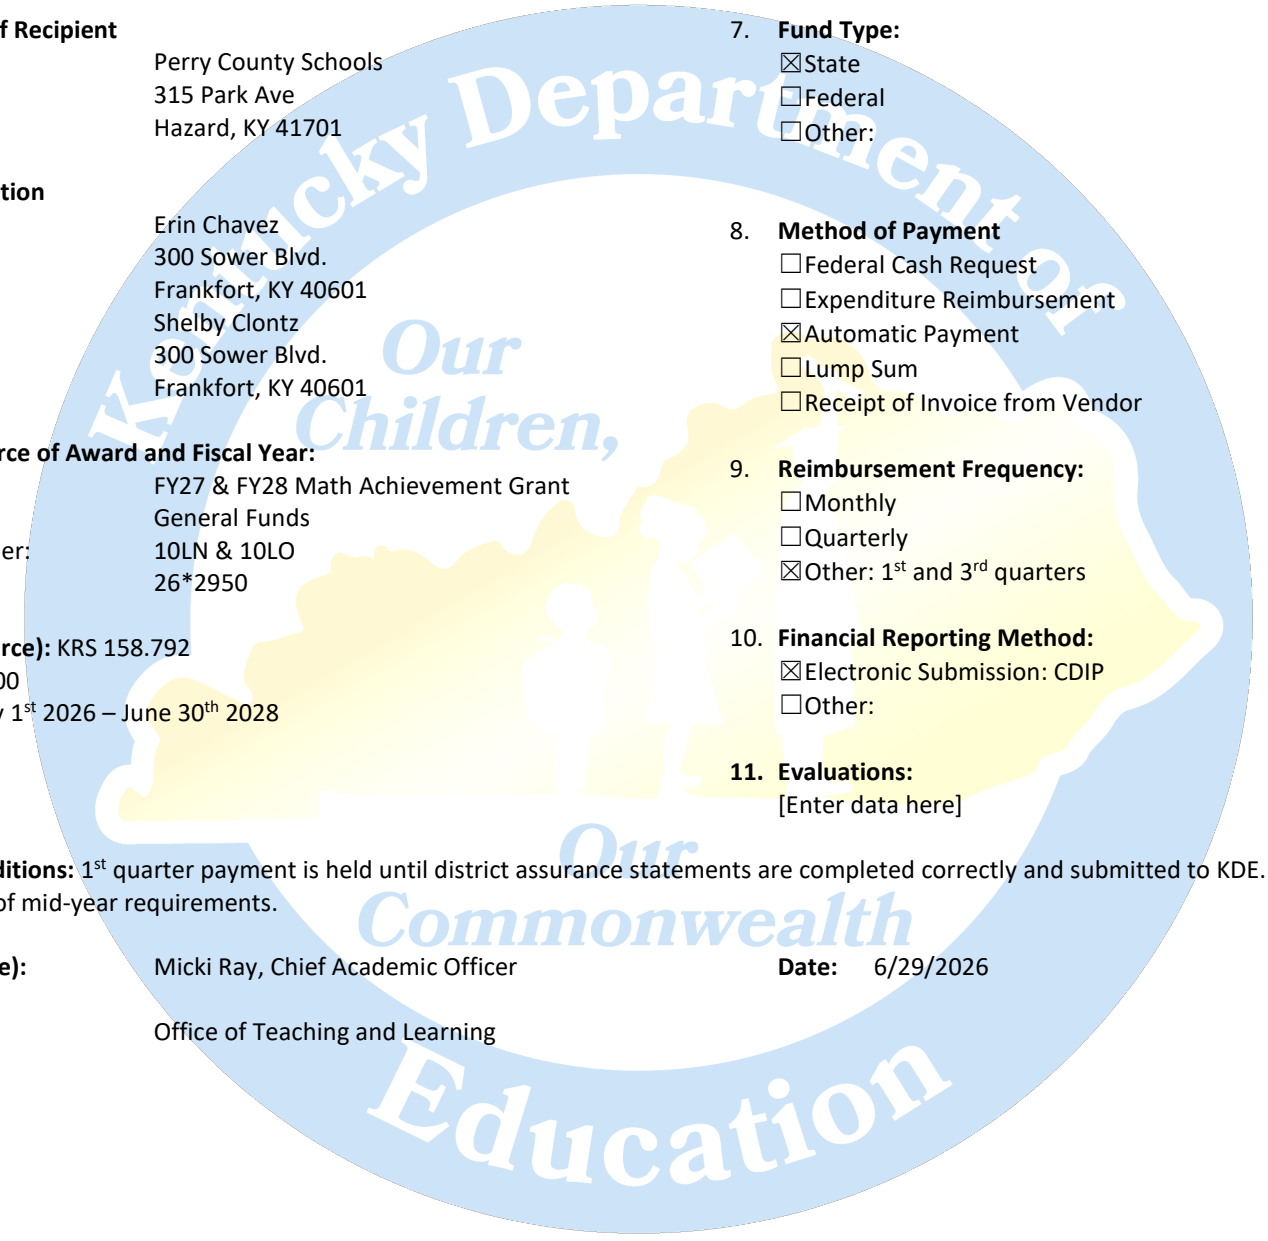 f Recipient
Perry County Schools
315 Park Ave
Hazard, KY 41701
tion
Erin Chavez
300 Sower Blvd.
Frankfort, KY 40601
Shelby Clontz
300 Sower Blvd.
Frankfort, KY 40601
rce of Award and Fiscal Year:
FY27 & FY28 Math Achievement Grant
General Funds
er: 10LN & 10LO
26*2950
rce): KRS 158.792
00
y 1st 2026 – June 30th 2028
7. Fund Type:
☒State
☐Federal
☐Other:
8. Method of Payment
☐Federal Cash Request
☐Expenditure Reimbursement
☒Automatic Payment
☐Lump Sum
☐Receipt of Invoice from Vendor
9. Reimbursement Frequency:
☐Monthly
☐Quarterly
☒Other: 1st and 3rd quarters
10. Financial Reporting Method:
☒Electronic Submission: CDIP
☐Other:
11. Evaluations:
[Enter data here]
ditions: 1st quarter payment is held until district assurance statements are completed correctly and submitted to KDE.
of mid-year requirements.
e): Micki Ray, Chief Academic Officer Date: 6/29/2026
Office of Teaching and Learning
Kentucky Department of
Education
Our
Children,
Our
Commonwealth